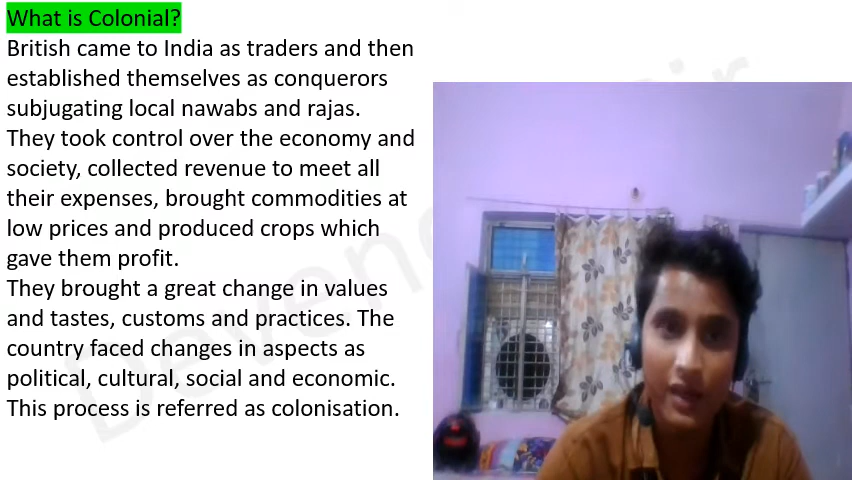 What is Colonial?
British came to India as traders and then
established themselves as conquerors
subjugating local nawabs and rajas.
They took control over the economy and
society, collected revenue to meet all
their expenses, brought commodities at
low prices and produced crops which
gave them profit.
They brought a great change in values
and tastes, customs and practices. The
country faced changes in aspects as
political, cultural, social and economic.
This process is referred as colonisation.